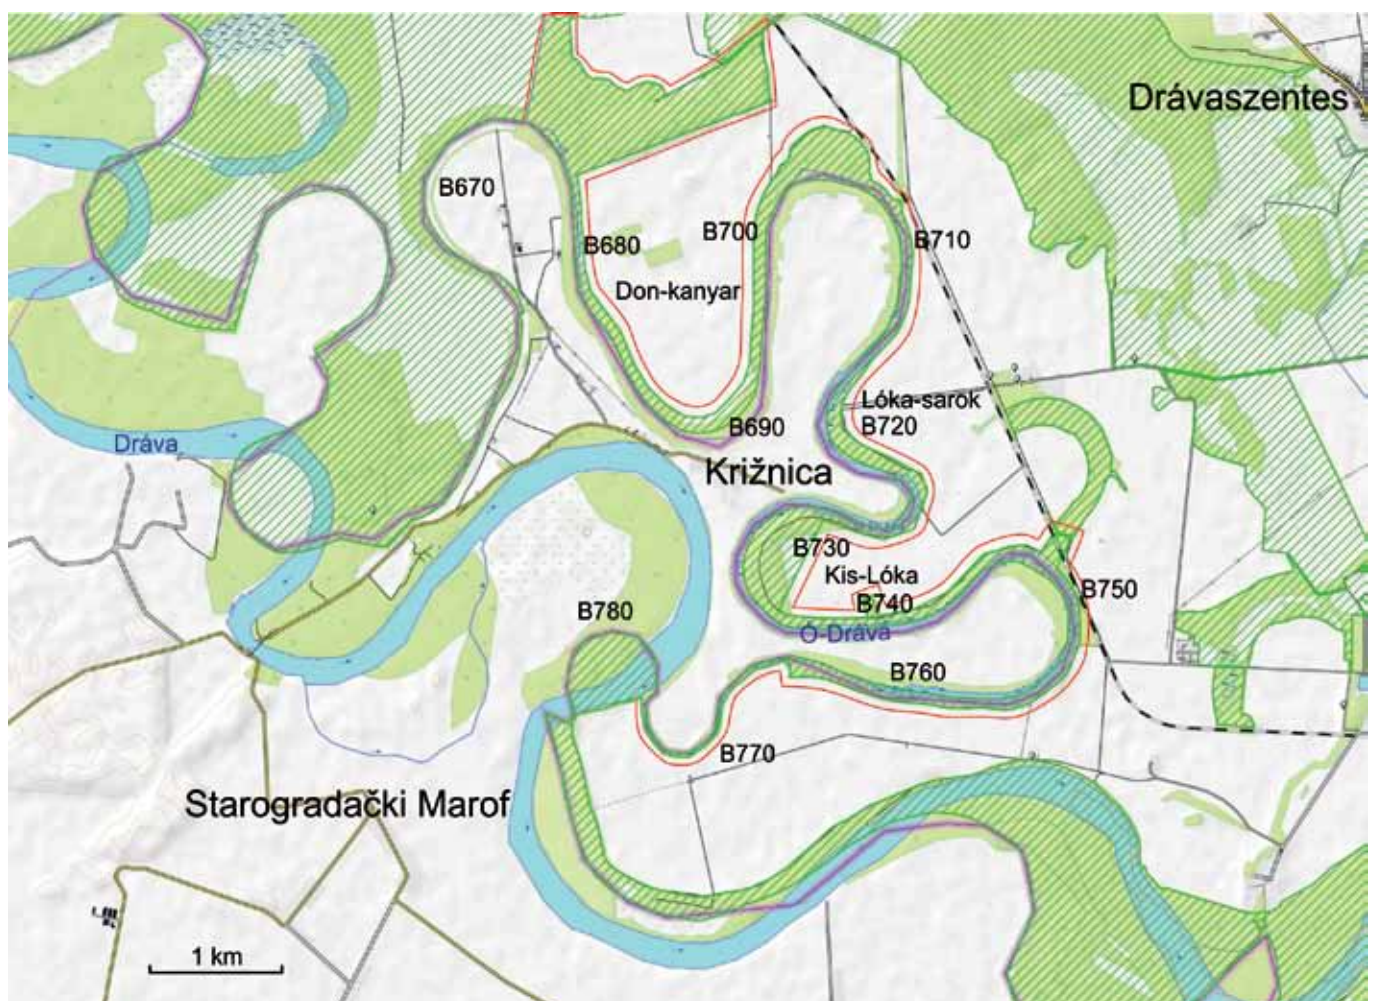 Drávaszentes
B670
B700
B710
B680
Don-kanyar
Lóka-sarok
B690
B720
Dráva
Križnica
B730
Kis-Lóka
B740
B750
B780
Ó-Dráva
B760
B770
Starogradački Marof
1 km